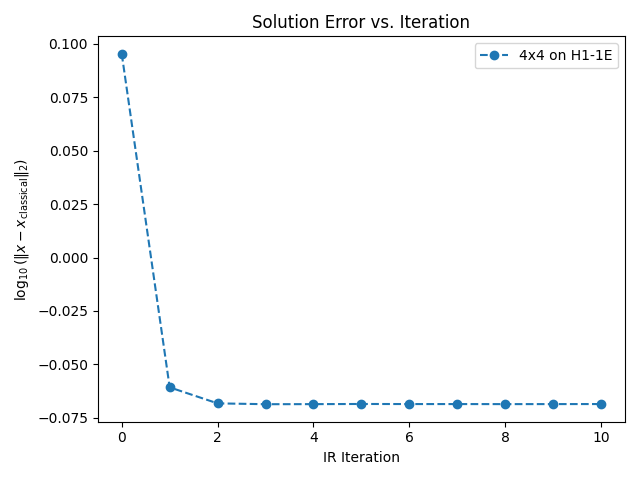 Solution Error vs. Iteration
4x4 on H1-1E
log₁₀(‖x − x_classical‖₂)
0.100
0.075
0.050
0.025
0.000
−0.025
−0.050
−0.075
0 2 4 6 8 10
IR Iteration